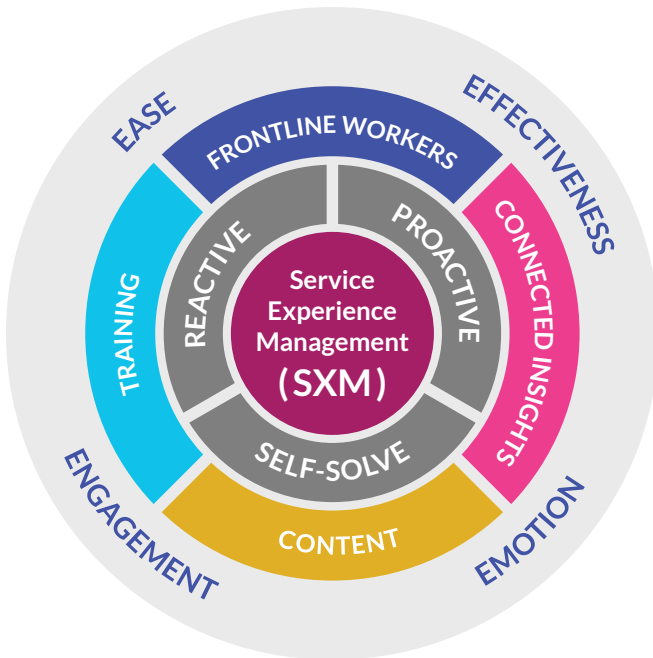 EASE
EFFECTIVENESS
FRONTLINE WORKERS
CONNECTED INSIGHTS
TRAINING
REACTIVE
PROACTIVE
Service
Experience
Management
(SXM)
SELF-SOLVE
CONTENT
ENGAGEMENT
EMOTION